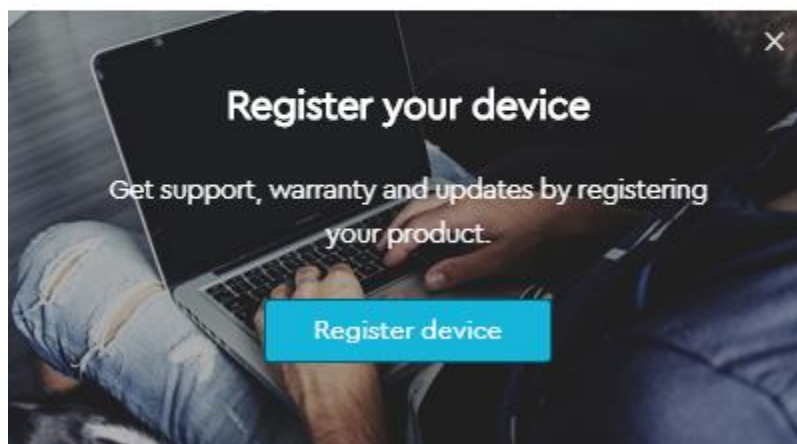 Register your device
Get support, warranty and updates by registering
your product.
Register device